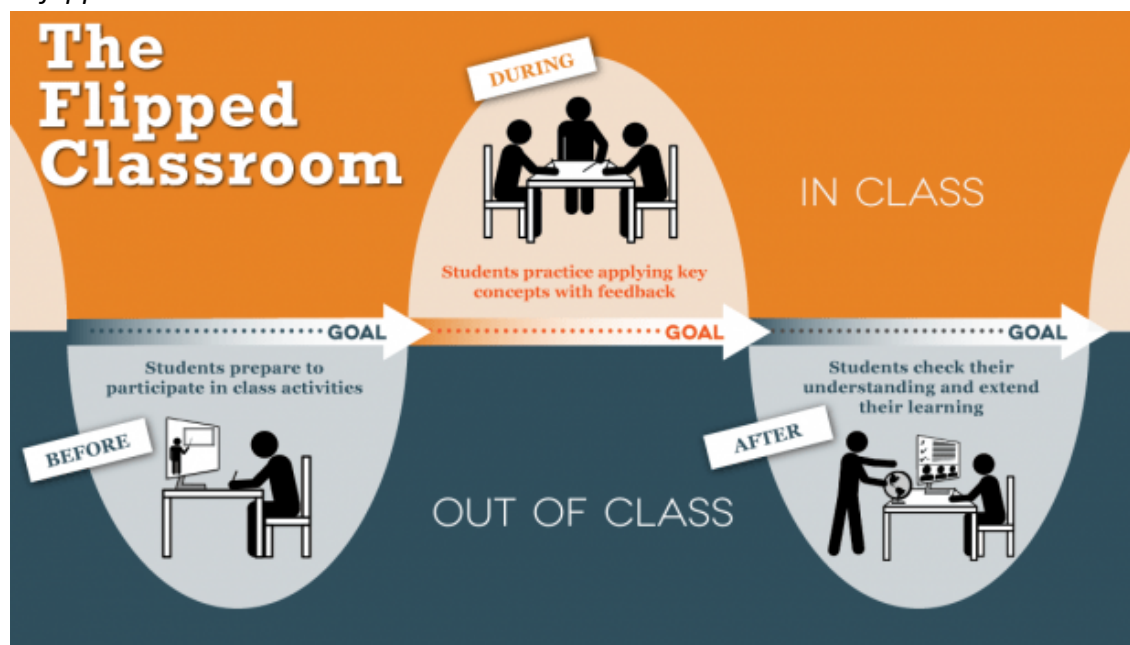 The
Flipped
Classroom
DURING
IN CLASS
Students practice applying key
concepts with feedback
GOAL
GOAL
GOAL
Students prepare to
participate in class activities
BEFORE
OUT OF CLASS
Students check their
understanding and extend
their learning
AFTER